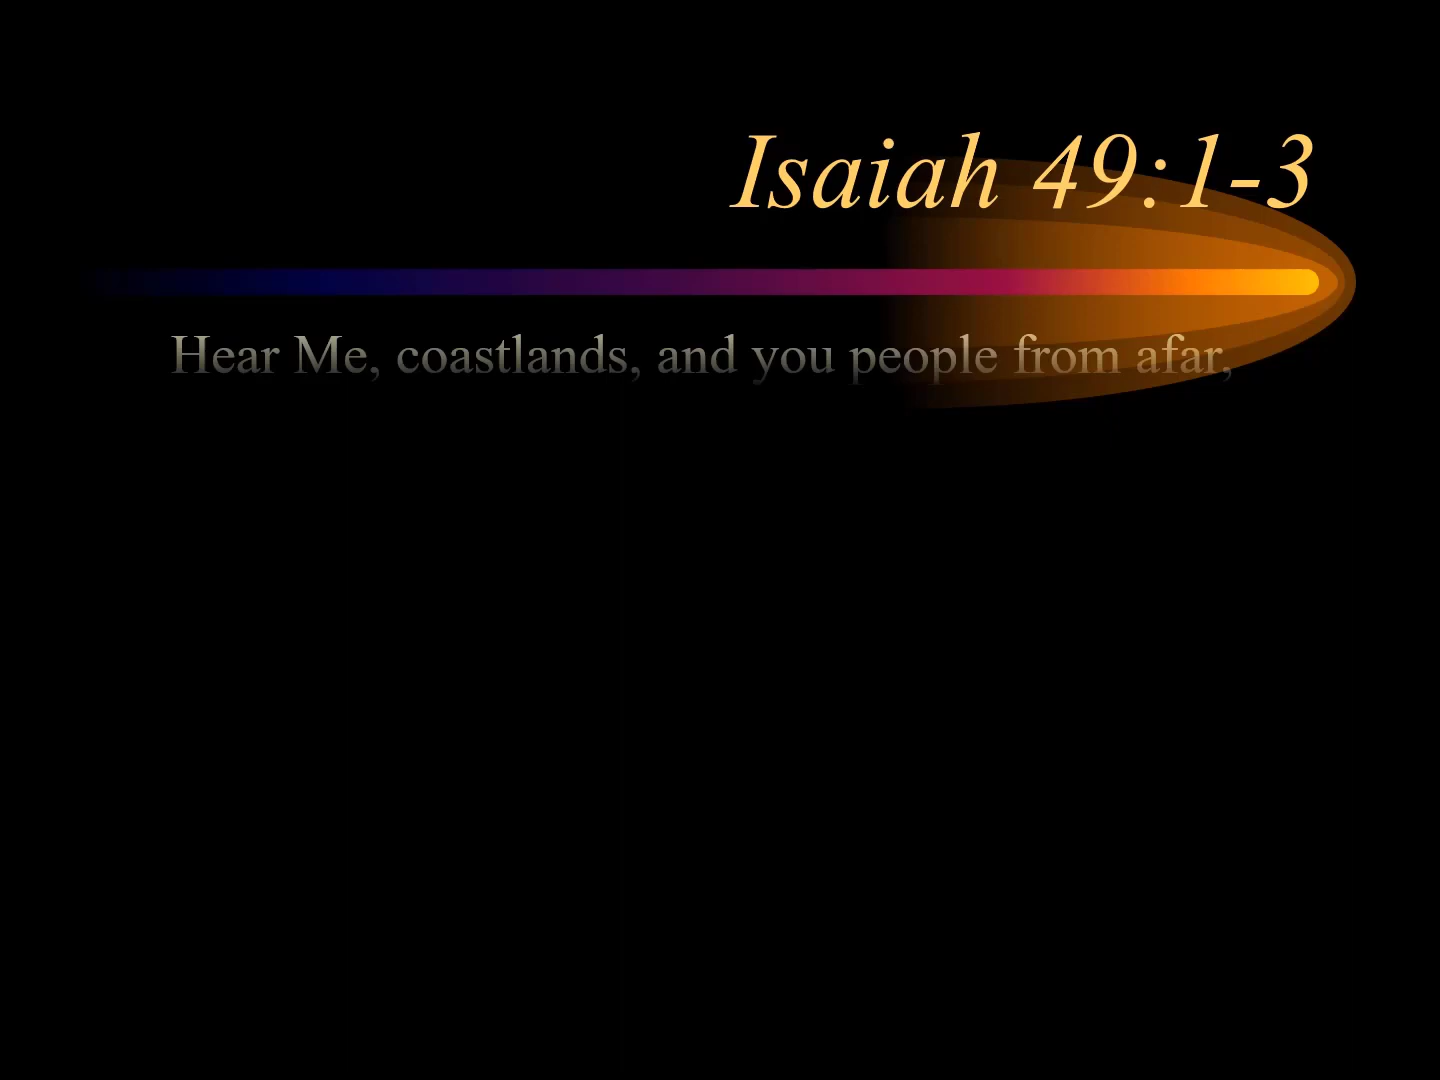 Isaiah 49:1-3
Hear Me, coastlands, and you people from afar,